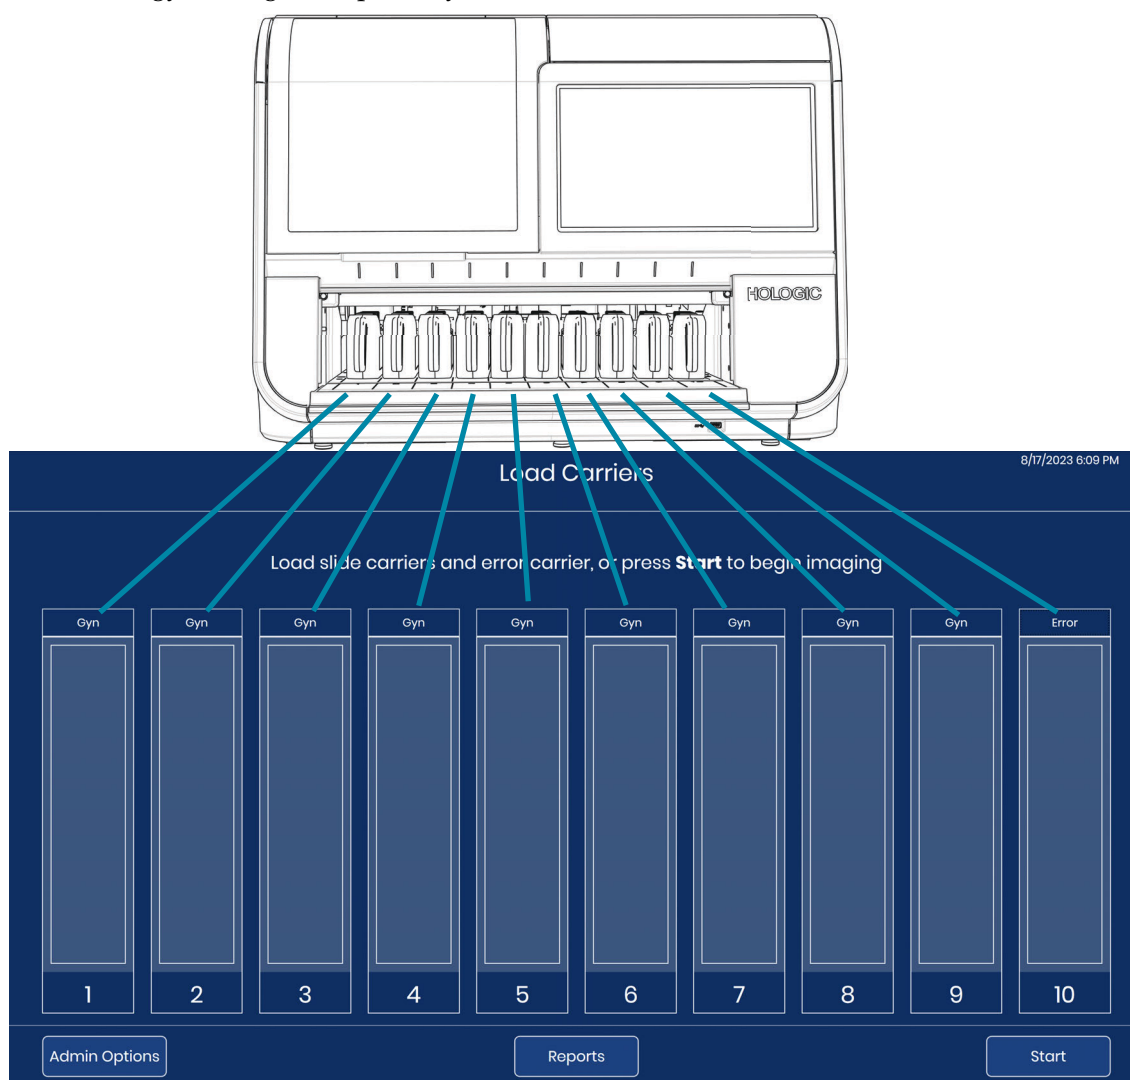 HOLOGIC
8/17/2023 6:09 PM
Load Carriers
Load slide carriers and error carrier, or press Start to begin imaging
Gyn Gyn Gyn Gyn Gyn Gyn Gyn Gyn Gyn Error
1 2 3 4 5 6 7 8 9 10
Admin Options Reports Start